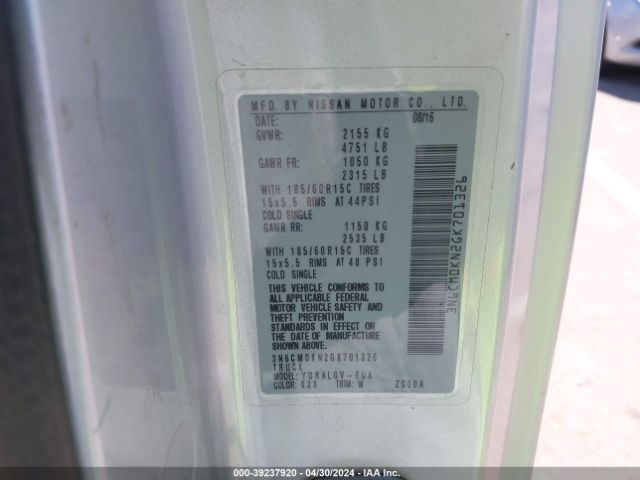 MFD. BY NISSAN MOTOR CO., LTD.
DATE: 08/16
GVWR: 2155 KG
4751 LB
GAWR FR: 1050 KG
2315 LB
WITH 185/60R15C TIRES
15x5.5 RIMS AT 44PSI
COLD SINGLE
GAWR RR: 1150 KG
2535 LB
WITH 185/60R15C TIRES
15x5.5 RIMS AT 48 PSI
COLD SINGLE
THIS VEHICLE CONFORMS TO
ALL APPLICABLE FEDERAL
MOTOR VEHICLE SAFETY AND
THEFT PREVENTION
STANDARDS IN EFFECT ON
THE DATE OF MANUFACTURE
SHOWN ABOVE.
3N6CM0KN2GK701326
TRUCK
MODEL: YDRALGV-EUA
COLOR: K23 TRIM: W ZS00A
3N6CM0KN2GK701326
000-39237920 - 04/30/2024 - IAA Inc.